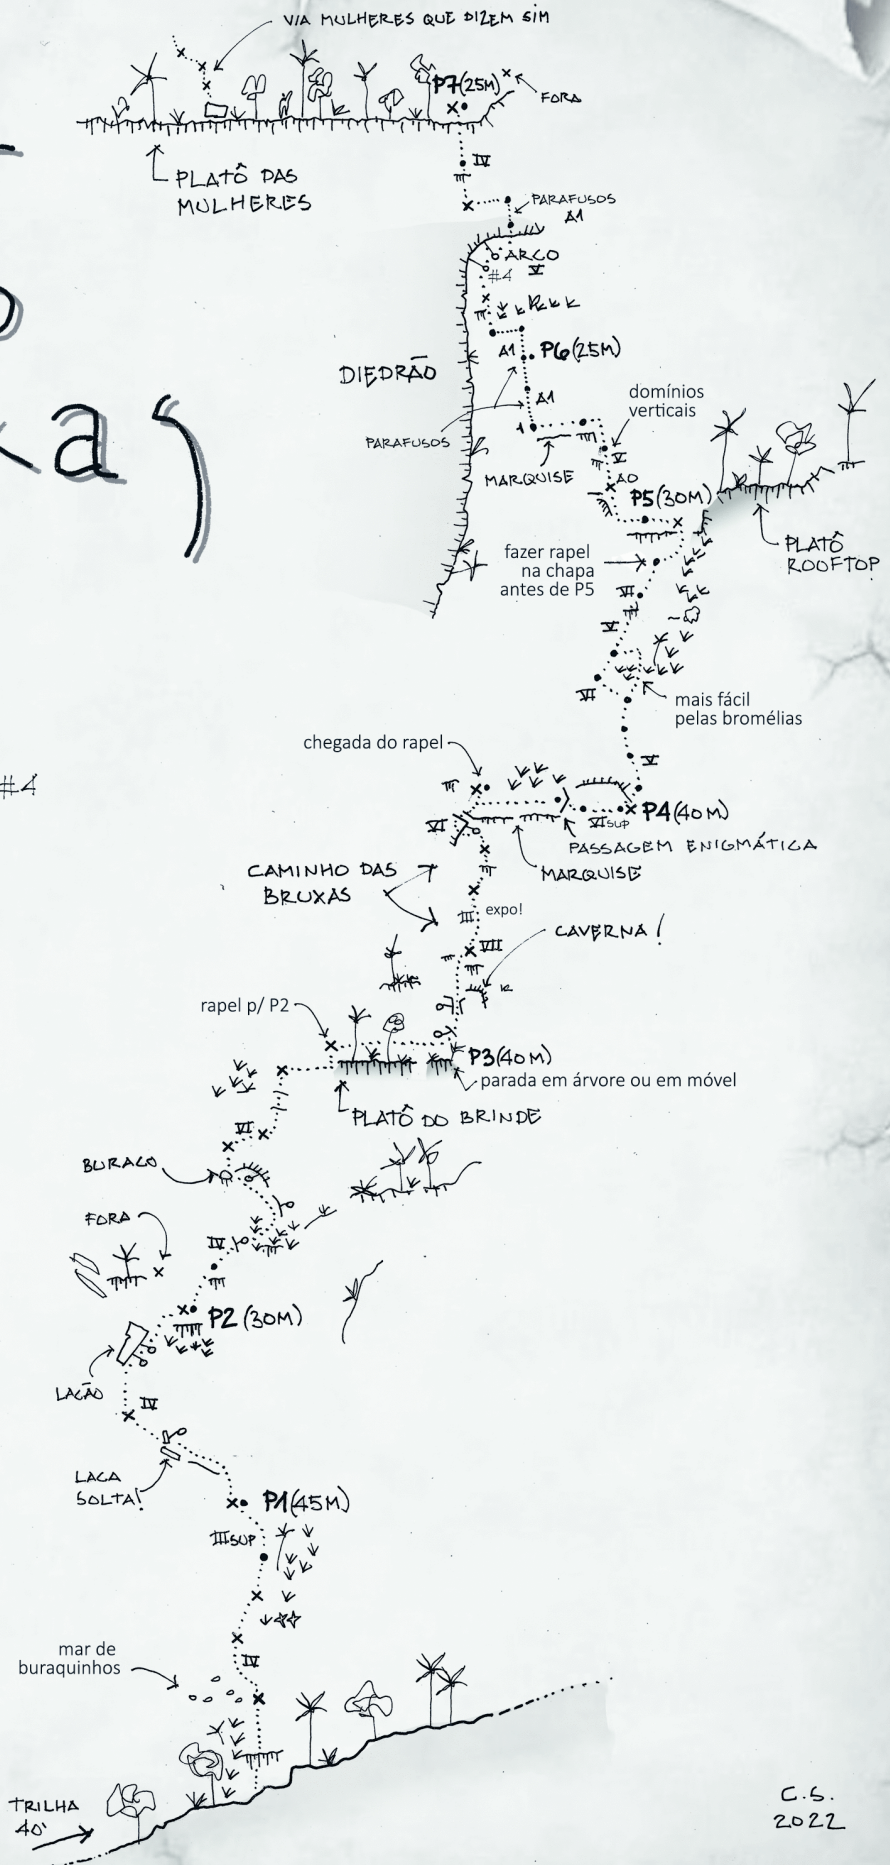 VIA MULHERES QUE DIZEM SIM
P7(25M)
FORA
IV
PLATÔ DAS
MULHERES
PARAFUSOS
A1
ARCO
#4 V
A1 P6(25M)
DIEDRÃO
A1
domínios
verticais
PARAFUSOS
1
V
MARQUISE
A0
P5(30M)
PLATÔ
ROOFTOP
fazer rapel
na chapa
antes de P5
VI
V
VI
mais fácil
pelas bromélias
chegada do rapel
V
#4
III
P4(40M)
VI
VISUP
PASSAGEM ENIGMÁTICA
MARQUISE
CAMINHO DAS
BRUXAS
III expo!
CAVERNA!
VII
rapel p/ P2
P3(40M)
parada em árvore ou em móvel
PLATÔ DO BRINDE
VI
BURACO
FORA
IV
P2(30M)
LACÃO
IV
LACA
SOLTA!
P1(45M)
IIISUP
mar de
buraquinhos
IV
TRILHA
40'
C.S.
2022